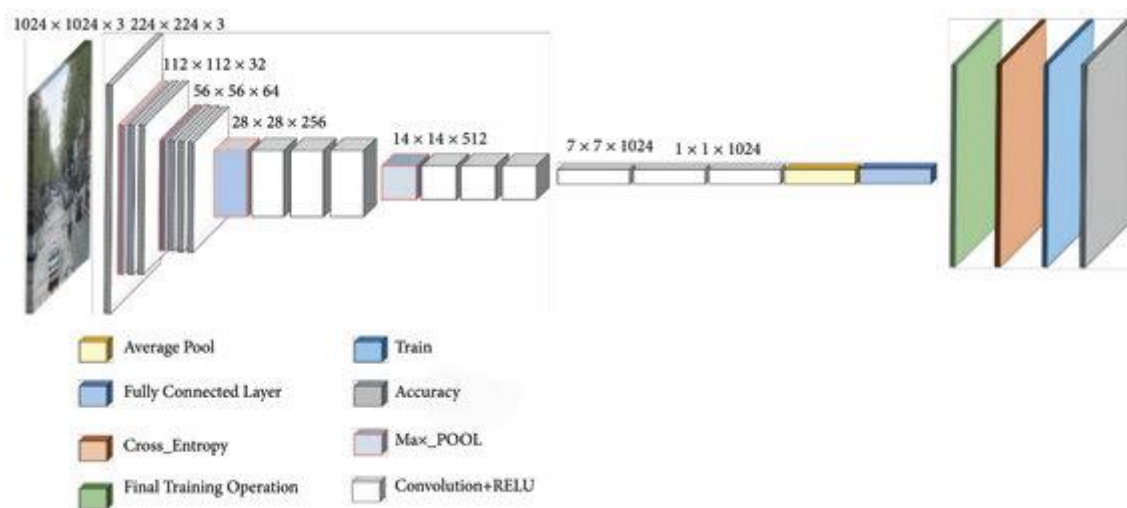 1024 × 1024 × 3 224 × 224 × 3
112 × 112 × 32
56 × 56 × 64
28 × 28 × 256
14 × 14 × 512
7 × 7 × 1024
1 × 1 × 1024
Average Pool
Train
Fully Connected Layer
Accuracy
Cross_Entropy
Max_POOL
Final Training Operation
Convolution+RELU